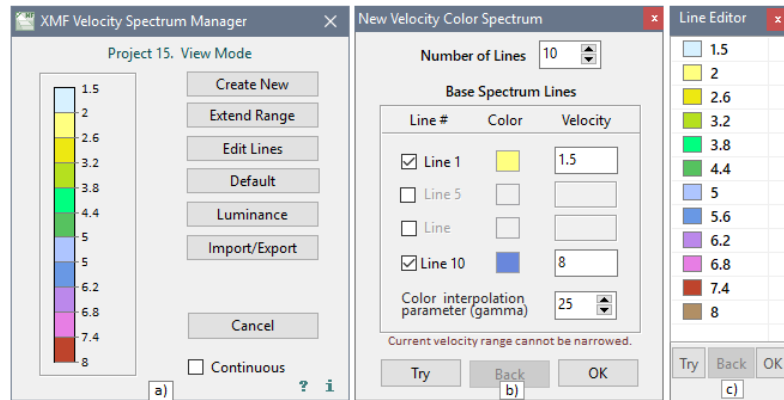 XMF Velocity Spectrum Manager
Project 15. View Mode
1.5
2
2.6
3.2
3.8
4.4
5
5.6
6.2
6.8
7.4
8
Create New
Extend Range
Edit Lines
Default
Luminance
Import/Export
Cancel
Continuous
? i
a)
New Velocity Color Spectrum x
Number of Lines 10
Base Spectrum Lines
Line # Color Velocity
Line 1 1.5
Line 5
Line
Line 10 8
Color interpolation
parameter (gamma) 25
Current velocity range cannot be narrowed.
Try Back OK
b)
Line Editor x
1.5
2
2.6
3.2
3.8
4.4
5
5.6
6.2
6.8
7.4
8
Try Back OK
c)